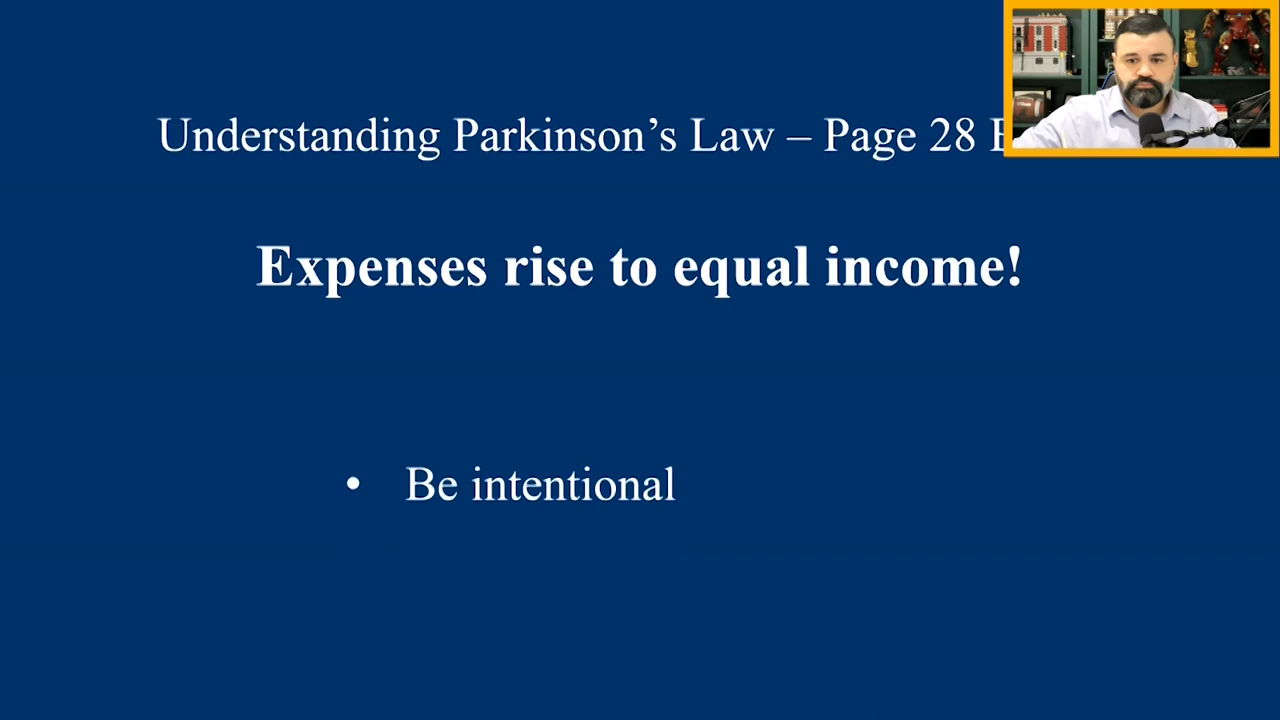 Understanding Parkinson’s Law – Page 28
Expenses rise to equal income!
• Be intentional